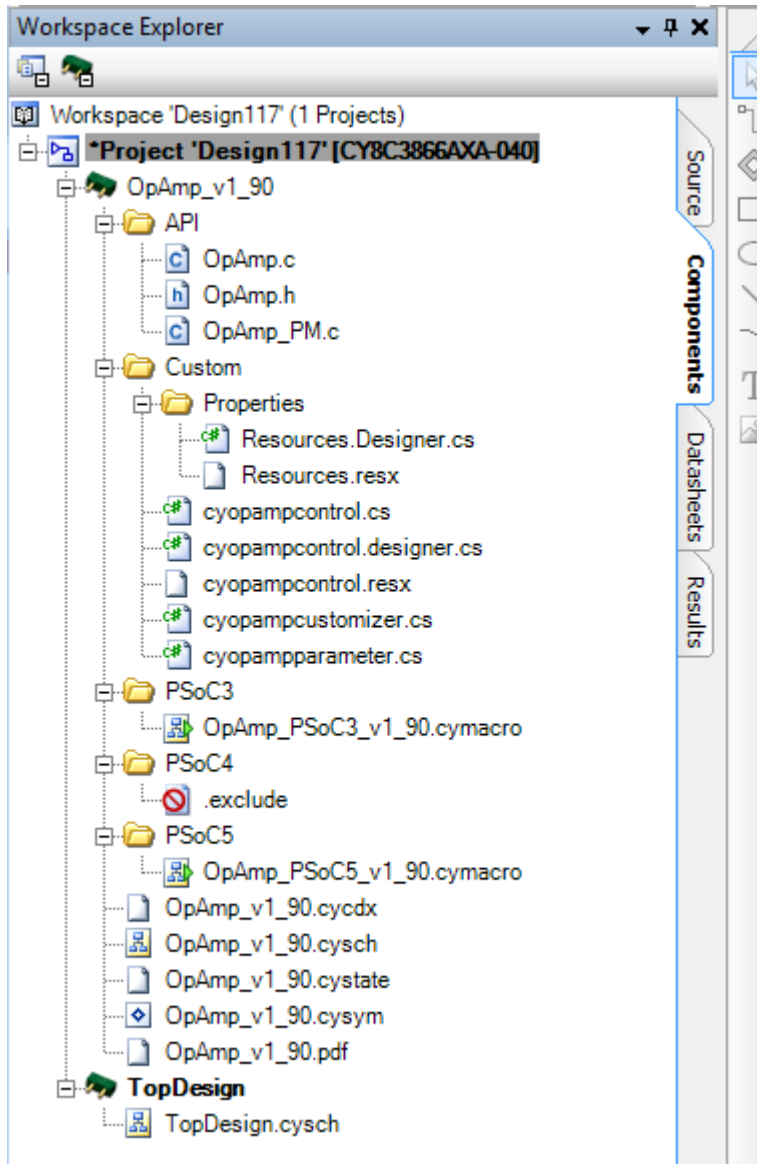 Workspace Explorer
Workspace 'Design117' (1 Projects)
*Project 'Design117' [CY8C3866AXA-040]
OpAmp_v1_90
API
OpAmp.c
OpAmp.h
OpAmp_PM.c
Custom
Properties
Resources.Designer.cs
Resources.resx
cyopampcontrol.cs
cyopampcontrol.designer.cs
cyopampcontrol.resx
cyopampcustomizer.cs
cyopampparameter.cs
PSoC3
OpAmp_PSoC3_v1_90.cymacro
PSoC4
.exclude
PSoC5
OpAmp_PSoC5_v1_90.cymacro
OpAmp_v1_90.cycdx
OpAmp_v1_90.cysch
OpAmp_v1_90.cystate
OpAmp_v1_90.cysym
OpAmp_v1_90.pdf
TopDesign
TopDesign.cysch
Source
Components
Datasheets
Results